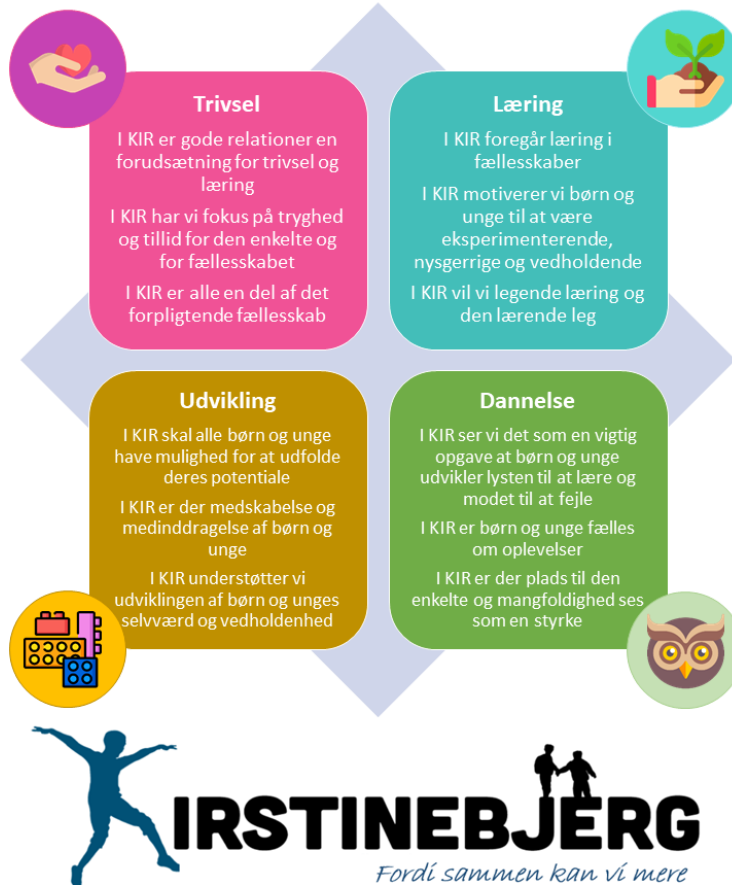 Trivsel
I KIR er gode relationer en
forudsætning for trivsel og
læring
I KIR har vi fokus på tryghed
og tillid for den enkelte og
for fællesskabet
I KIR er alle en del af det
forpligtende fællesskab
Læring
I KIR foregår læring i
fællesskaber
I KIR motiverer vi børn og
unge til at være
eksperimenterende,
nysgerrige og vedholdende
I KIR vil vi legende læring og
den lærende leg
Udvikling
I KIR skal alle børn og unge
have mulighed for at udfolde
deres potentiale
I KIR er der medskabelse og
medinddragelse af børn og
unge
I KIR understøtter vi
udviklingen af børn og unges
selvværd og vedholdenhed
Dannelse
I KIR ser vi det som en vigtig
opgave at børn og unge
udvikler lysten til at lære og
modet til at fejle
I KIR er børn og unge fælles
om oplevelser
I KIR er der plads til den
enkelte og mangfoldighed ses
som en styrke
KIRSTINEBJERG
Fordi sammen kan vi mere